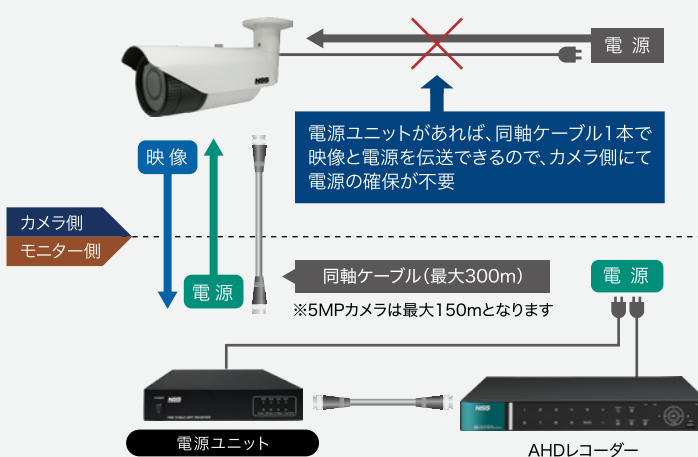 電源
NSS
電源ユニットがあれば、同軸ケーブル1本で
映像と電源を伝送できるので、カメラ側にて
電源の確保が不要
映像
カメラ側
モニター側
電源
同軸ケーブル(最大300m)
※5MPカメラは最大150mとなります
電源
NSS
NSS
電源ユニット
AHDレコーダー